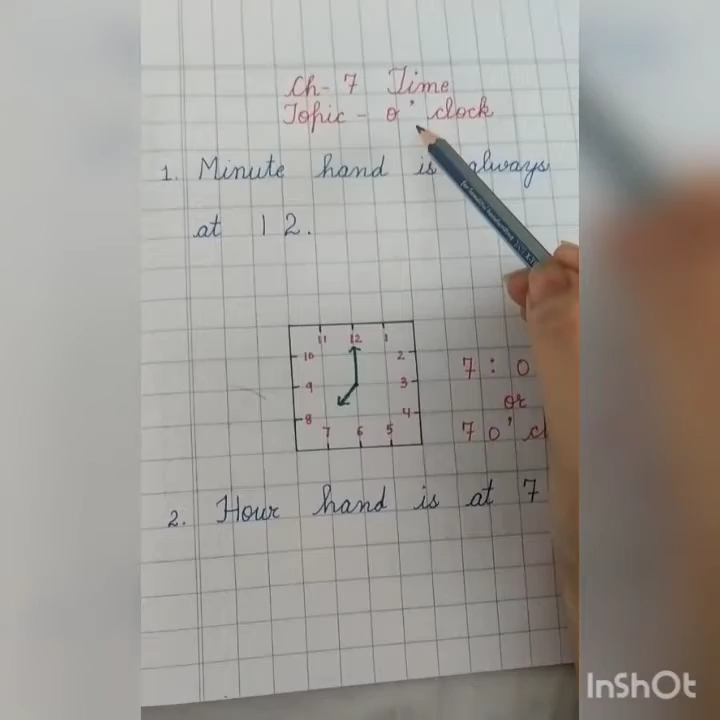 Ch- 7 Time
Topic - o' clock
1. Minute hand is always
at 12.
11 12 1
10 2
9 3
8 4
7 6 5
7 : 0
or
7 o' cl
2. Hour hand is at 7
InShOt